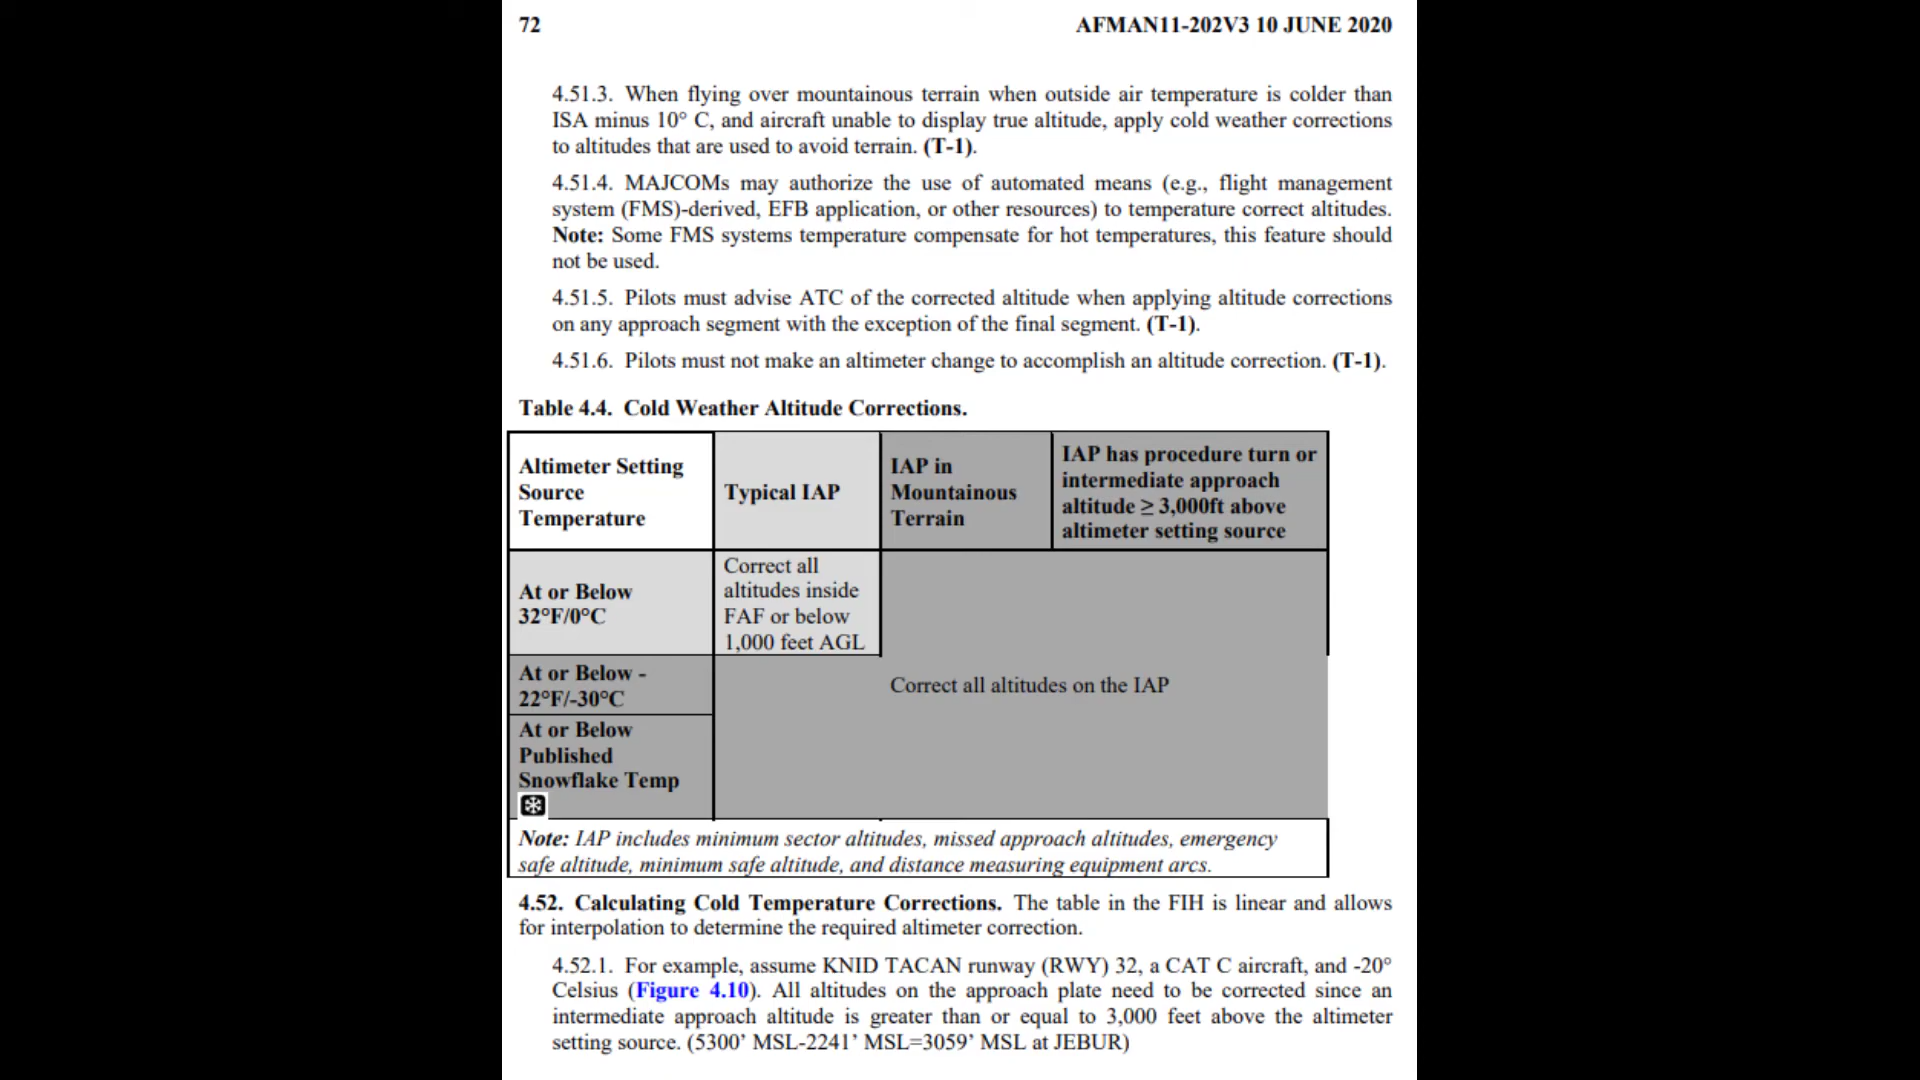 72 AFMAN11-202V3 10 JUNE 2020
4.51.3. When flying over mountainous terrain when outside air temperature is colder than
ISA minus 10° C, and aircraft unable to display true altitude, apply cold weather corrections
to altitudes that are used to avoid terrain. (T-1).
4.51.4. MAJCOMs may authorize the use of automated means (e.g., flight management
system (FMS)-derived, EFB application, or other resources) to temperature correct altitudes.
Note: Some FMS systems temperature compensate for hot temperatures, this feature should
not be used.
4.51.5. Pilots must advise ATC of the corrected altitude when applying altitude corrections
on any approach segment with the exception of the final segment. (T-1).
4.51.6. Pilots must not make an altimeter change to accomplish an altitude correction. (T-1).
Table 4.4. Cold Weather Altitude Corrections.
Altimeter Setting
Source
Temperature
Typical IAP
IAP in
Mountainous
Terrain
IAP has procedure turn or
intermediate approach
altitude ≥ 3,000ft above
altimeter setting source
At or Below
32°F/0°C
Correct all
altitudes inside
FAF or below
1,000 feet AGL
At or Below -
22°F/-30°C
Correct all altitudes on the IAP
At or Below
Published
Snowflake Temp
Note: IAP includes minimum sector altitudes, missed approach altitudes, emergency
safe altitude, minimum safe altitude, and distance measuring equipment arcs.
4.52. Calculating Cold Temperature Corrections. The table in the FIH is linear and allows
for interpolation to determine the required altimeter correction.
4.52.1. For example, assume KNID TACAN runway (RWY) 32, a CAT C aircraft, and -20°
Celsius (Figure 4.10). All altitudes on the approach plate need to be corrected since an
intermediate approach altitude is greater than or equal to 3,000 feet above the altimeter
setting source. (5300’ MSL-2241’ MSL=3059’ MSL at JEBUR)